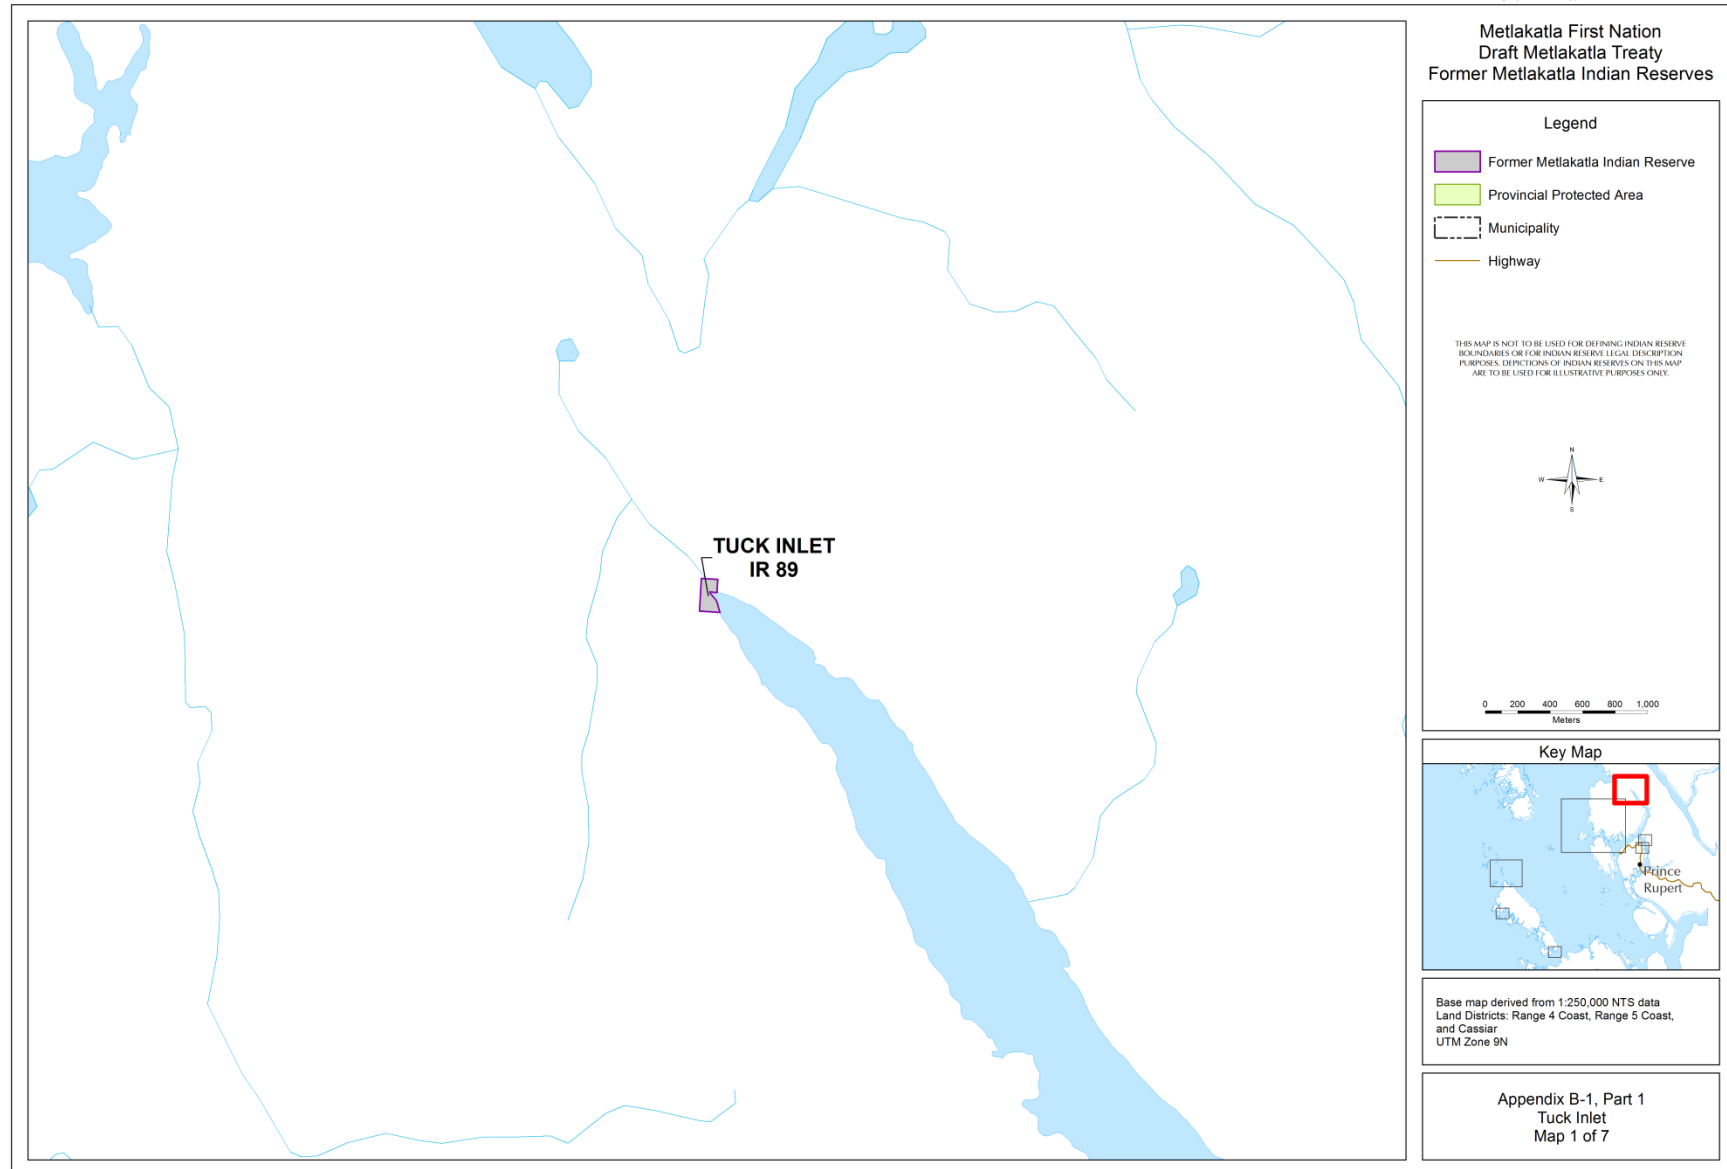 Metlakatla First Nation
Draft Metlakatla Treaty
Former Metlakatla Indian Reserves
Legend
Former Metlakatla Indian Reserve
Provincial Protected Area
Municipality
Highway
THIS MAP IS NOT TO BE USED FOR DEFINING INDIAN RESERVE
BOUNDARIES OR FOR INDIAN RESERVE LEGAL DESCRIPTION
PURPOSES. DEPICTIONS OF INDIAN RESERVES ON THIS MAP
ARE TO BE USED FOR ILLUSTRATIVE PURPOSES ONLY.
N
W E
S
TUCK INLET
IR 89
0 200 400 600 800 1,000
Meters
Key Map
Prince
Rupert
Base map derived from 1:250,000 NTS data
Land Districts: Range 4 Coast, Range 5 Coast,
and Cassiar
UTM Zone 9N
Appendix B-1, Part 1
Tuck Inlet
Map 1 of 7